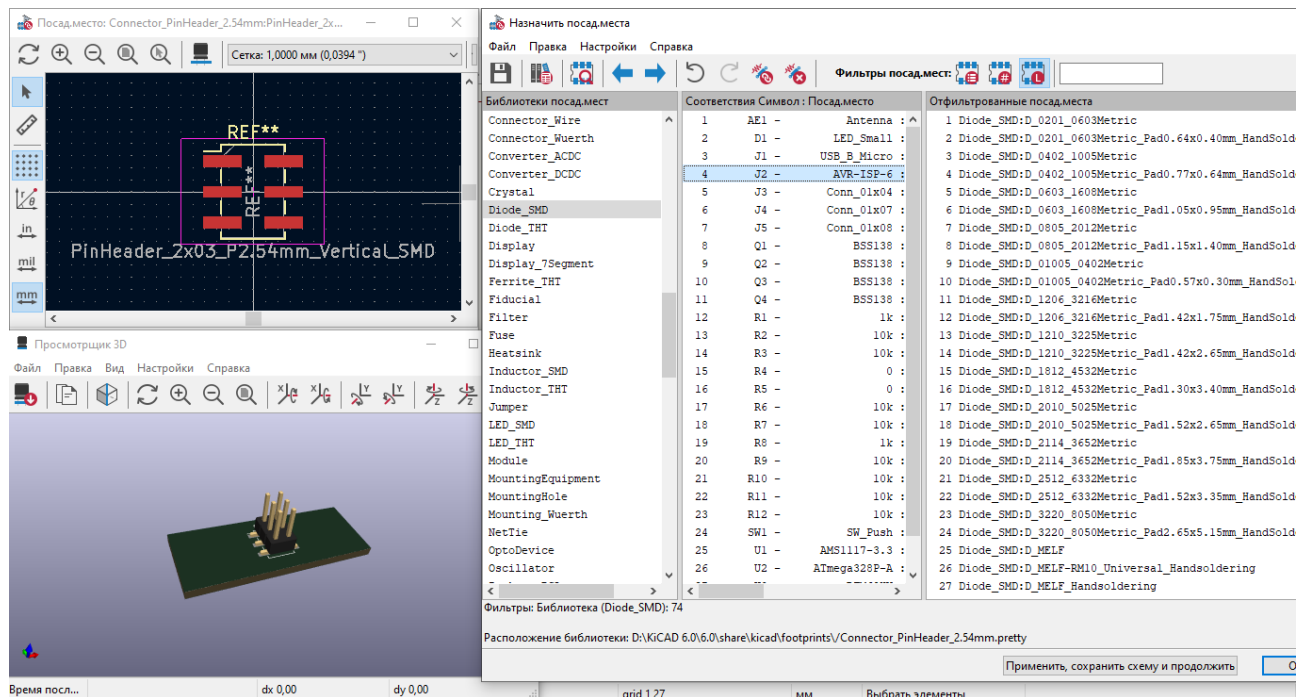 Посад.место: Connector_PinHeader_2.54mm:PinHeader_2x...
Сетка: 1,0000 мм (0,0394 ")
REF**
REF**
PinHeader_2x03_P2.54mm_Vertical_SMD
in
mil
mm
Просмотрщик 3D
Файл Правка Вид Настройки Справка
Время посл...
dx 0,00
dy 0,00
grid 1.27
мм
Выбрать элементы
Назначить посад.места
Файл Правка Настройки Справка
Фильтры посад.мест:
Библиотеки посад.мест
Connector_Wire
Connector_Wuerth
Converter_ACDC
Converter_DCDC
Crystal
Diode_SMD
Diode_THT
Display
Display_7Segment
Ferrite_THT
Fiducial
Filter
Fuse
Heatsink
Inductor_SMD
Inductor_THT
Jumper
LED_SMD
LED_THT
Module
MountingEquipment
MountingHole
Mounting_Wuerth
NetTie
OptoDevice
Oscillator
Соответствия Символ : Посад.место
1 AE1 - Antenna :
2 D1 - LED_Small :
3 J1 - USB_B_Micro :
4 J2 - AVR-ISP-6 :
5 J3 - Conn_01x04 :
6 J4 - Conn_01x07 :
7 J5 - Conn_01x08 :
8 Q1 - BSS138 :
9 Q2 - BSS138 :
10 Q3 - BSS138 :
11 Q4 - BSS138 :
12 R1 - 1k :
13 R2 - 10k :
14 R3 - 10k :
15 R4 - 0 :
16 R5 - 0 :
17 R6 - 10k :
18 R7 - 10k :
19 R8 - 1k :
20 R9 - 10k :
21 R10 - 10k :
22 R11 - 10k :
23 R12 - 10k :
24 SW1 - SW_Push :
25 U1 - AMS1117-3.3 :
26 U2 - ATmega328P-A :
Отфильтрованные посад.места
1 Diode_SMD:D_0201_0603Metric
2 Diode_SMD:D_0201_0603Metric_Pad0.64x0.40mm_HandSolde
3 Diode_SMD:D_0402_1005Metric
4 Diode_SMD:D_0402_1005Metric_Pad0.77x0.64mm_HandSolde
5 Diode_SMD:D_0603_1608Metric
6 Diode_SMD:D_0603_1608Metric_Pad1.05x0.95mm_HandSolde
7 Diode_SMD:D_0805_2012Metric
8 Diode_SMD:D_0805_2012Metric_Pad1.15x1.40mm_HandSolde
9 Diode_SMD:D_01005_0402Metric
10 Diode_SMD:D_01005_0402Metric_Pad0.57x0.30mm_HandSol
11 Diode_SMD:D_1206_3216Metric
12 Diode_SMD:D_1206_3216Metric_Pad1.42x1.75mm_HandSolde
13 Diode_SMD:D_1210_3225Metric
14 Diode_SMD:D_1210_3225Metric_Pad1.42x2.65mm_HandSolde
15 Diode_SMD:D_1812_4532Metric
16 Diode_SMD:D_1812_4532Metric_Pad1.30x3.40mm_HandSolde
17 Diode_SMD:D_2010_5025Metric
18 Diode_SMD:D_2010_5025Metric_Pad1.52x2.65mm_HandSolde
19 Diode_SMD:D_2114_3652Metric
20 Diode_SMD:D_2114_3652Metric_Pad1.85x3.75mm_HandSolde
21 Diode_SMD:D_2512_6332Metric
22 Diode_SMD:D_2512_6332Metric_Pad1.52x3.35mm_HandSolde
23 Diode_SMD:D_3220_8050Metric
24 Diode_SMD:D_3220_8050Metric_Pad2.65x5.15mm_HandSolde
25 Diode_SMD:D_MELF
26 Diode_SMD:D_MELF-RM10_Universal_Handsoldering
27 Diode_SMD:D_MELF_Handsoldering
Фильтры: Библиотека (Diode_SMD): 74
Расположение библиотеки: D:\KiCAD 6.0\6.0\share\kicad\footprints\/Connector_PinHeader_2.54mm.pretty
Применить, сохранить схему и продолжить